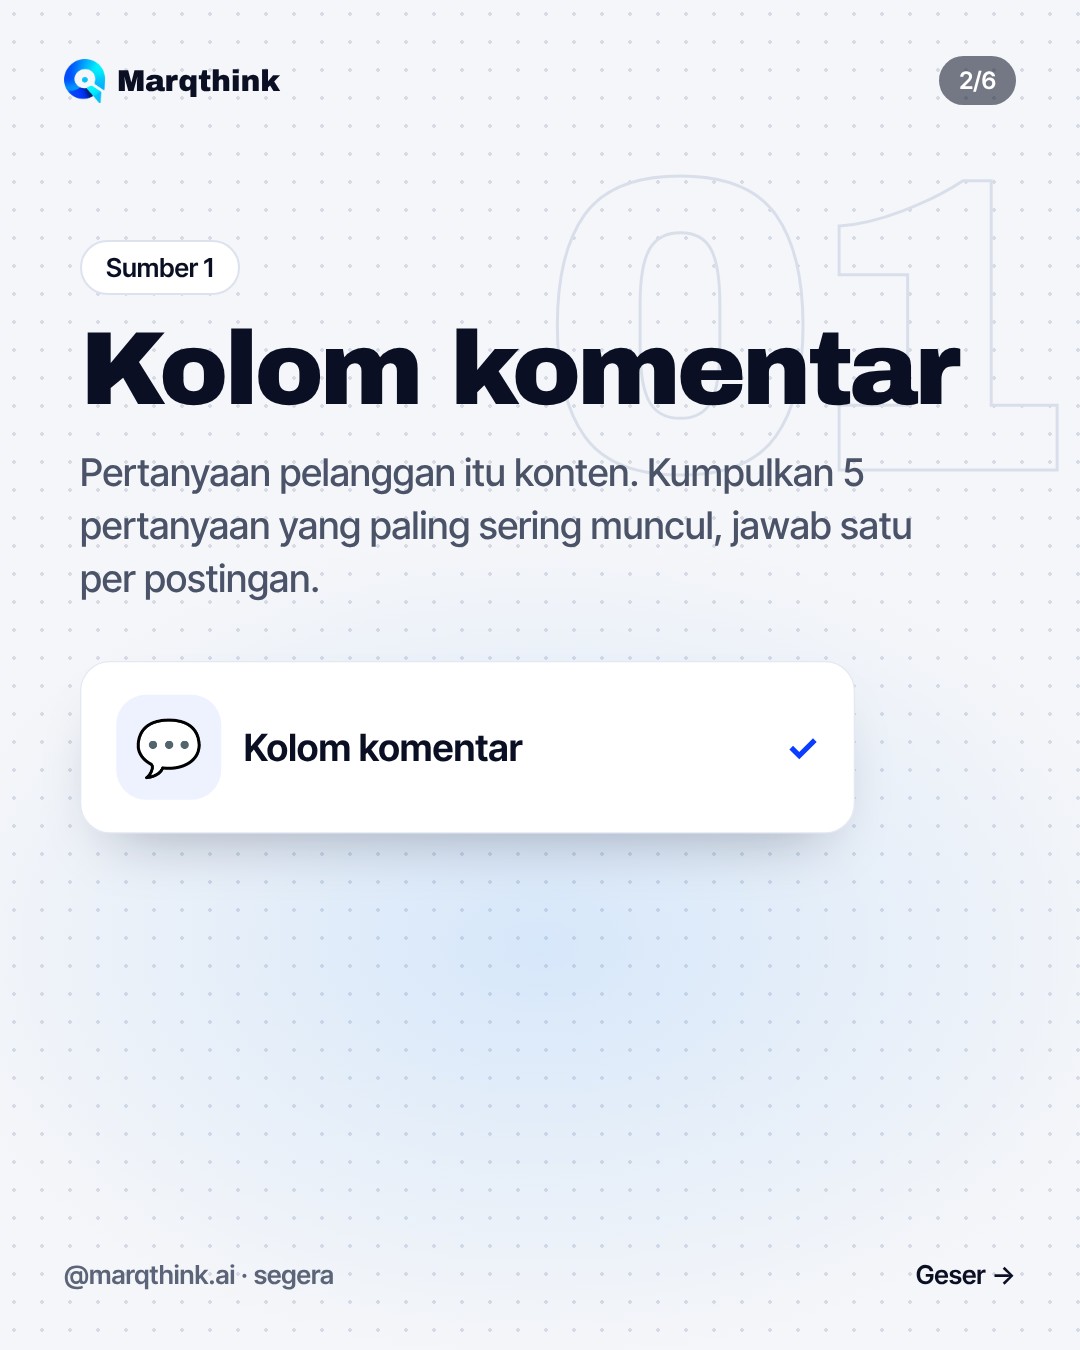 Marqthink
2/6
01
Sumber 1
Kolom komentar
Pertanyaan pelanggan itu konten. Kumpulkan 5
pertanyaan yang paling sering muncul, jawab satu
per postingan.
Kolom komentar
@marqthink.ai · segera
Geser →